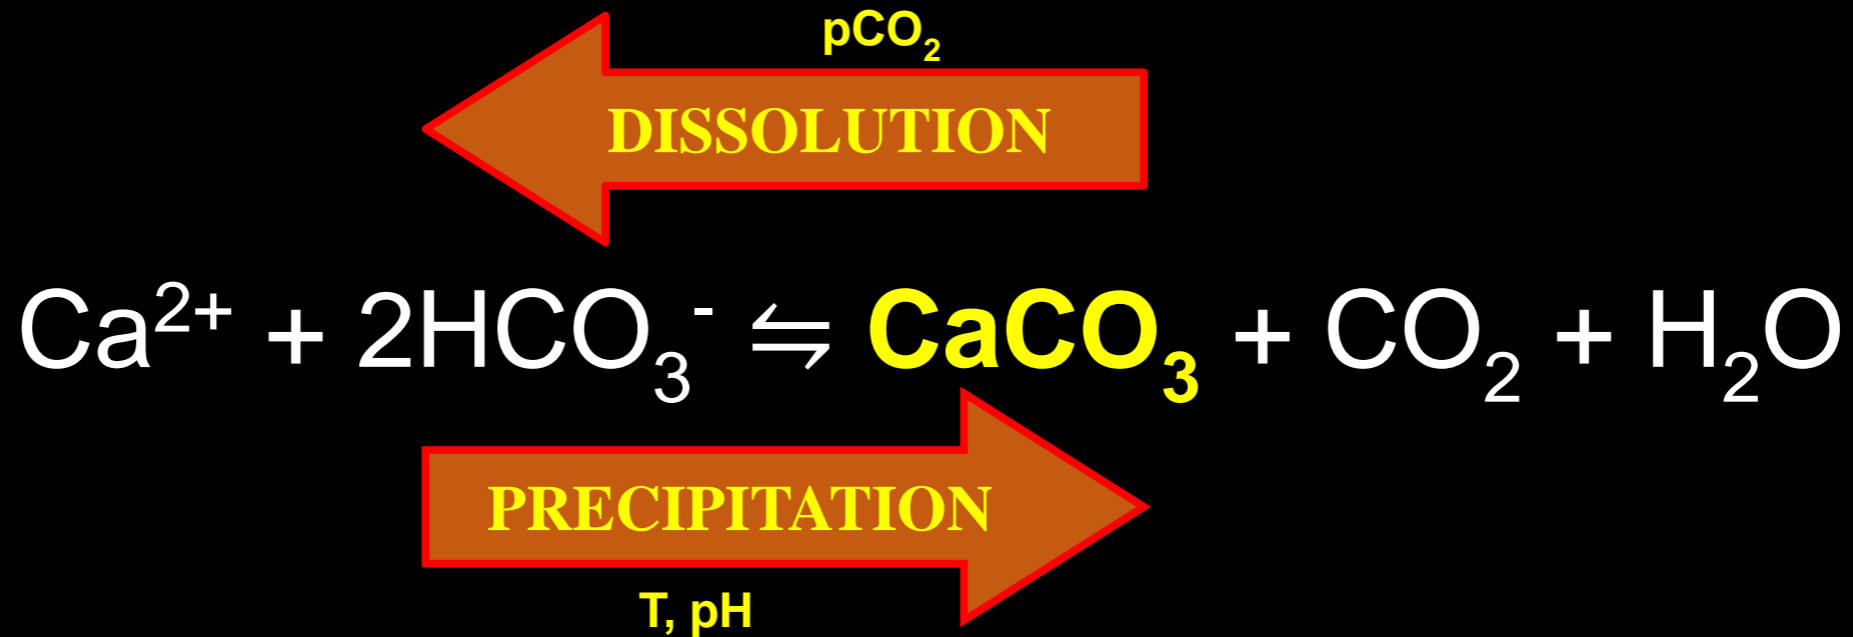 pCO₂
DISSOLUTION
Ca²⁺ + 2HCO₃⁻ ⇋ CaCO₃ + CO₂ + H₂O
PRECIPITATION
T, pH